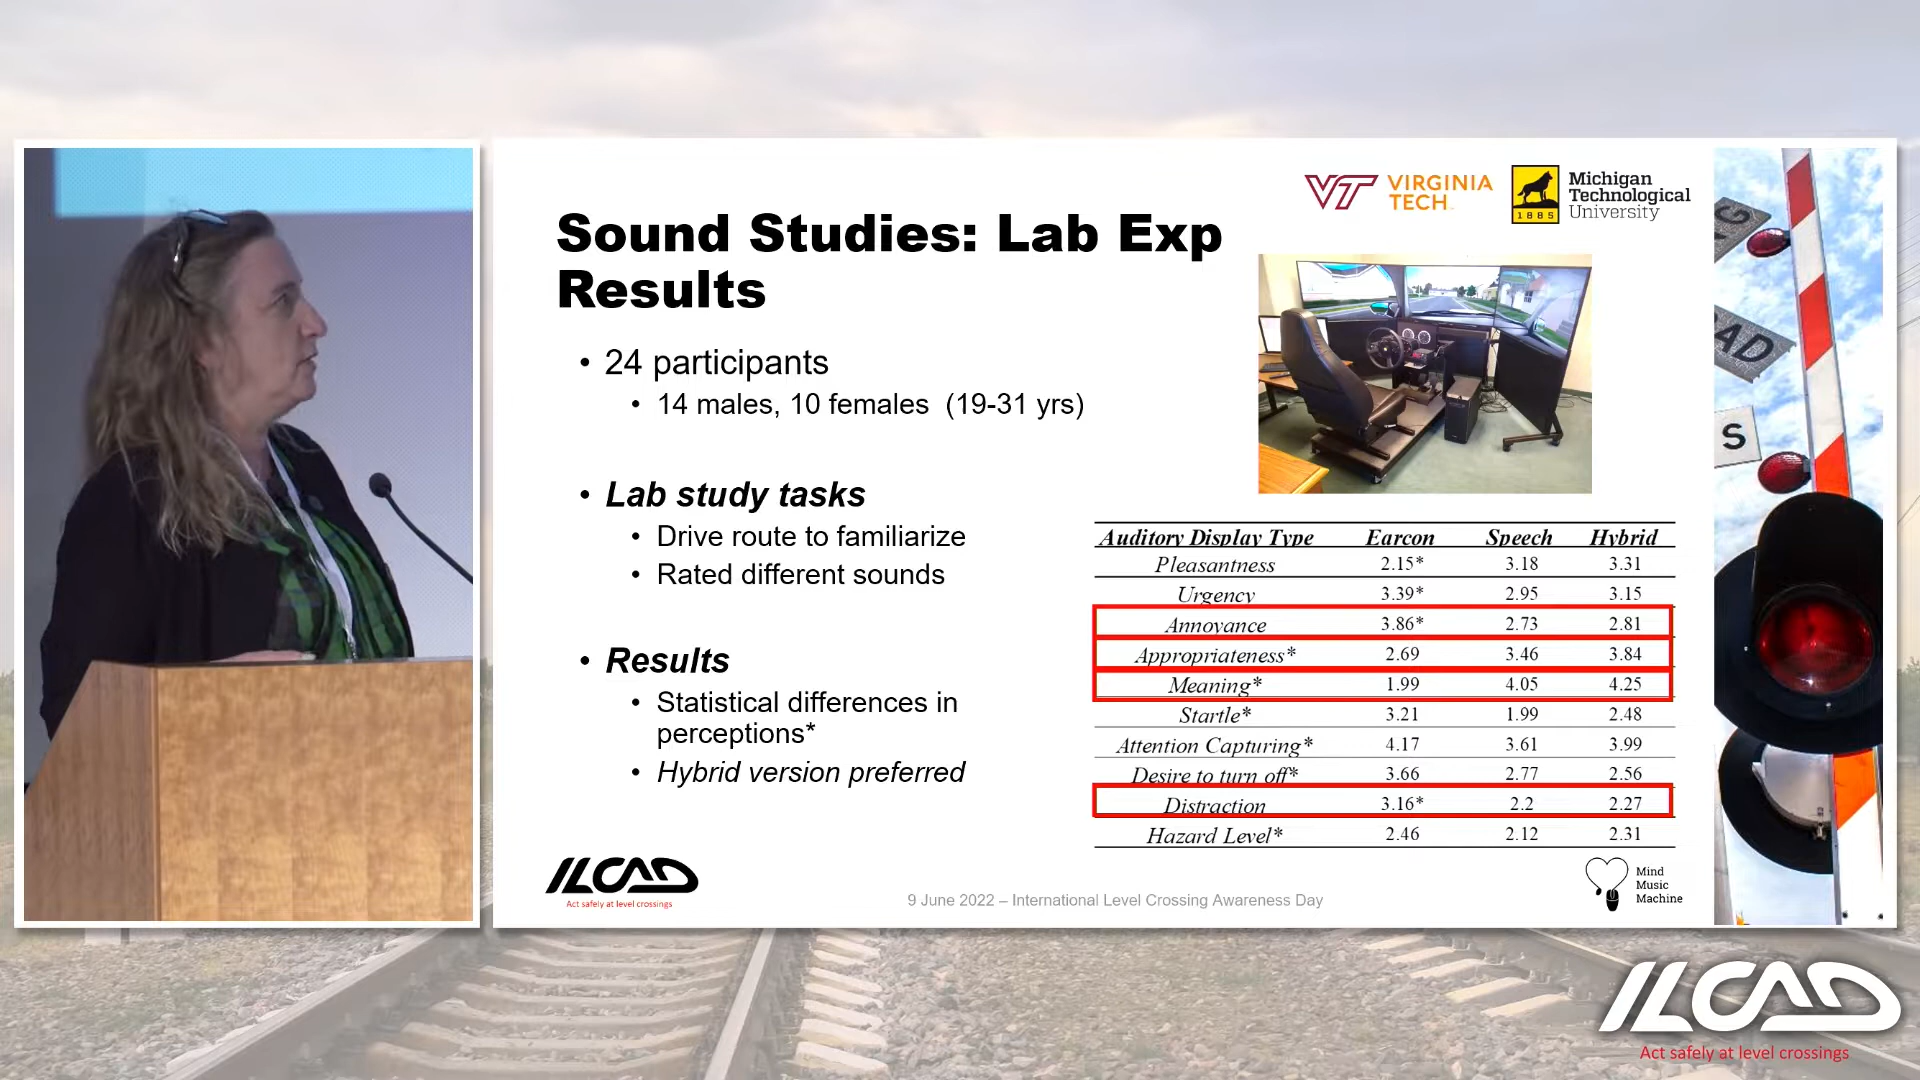 VT VIRGINIA TECH
1885
Michigan
Technological
University
Sound Studies: Lab Exp
Results
• 24 participants
• 14 males, 10 females (19-31 yrs)
• Lab study tasks
• Drive route to familiarize
• Rated different sounds
• Results
• Statistical differences in
perceptions*
• Hybrid version preferred
Auditory Display Type Earcon Speech Hybrid
Pleasantness 2.15* 3.18 3.31
Urgency 3.39* 2.95 3.15
Annoyance 3.86* 2.73 2.81
Appropriateness* 2.69 3.46 3.84
Meaning* 1.99 4.05 4.25
Startle* 3.21 1.99 2.48
Attention Capturing* 4.17 3.61 3.99
Desire to turn off* 3.66 2.77 2.56
Distraction 3.16* 2.2 2.27
Hazard Level* 2.46 2.12 2.31
AD
S
ILCAD
Act safely at level crossings
9 June 2022 – International Level Crossing Awareness Day
Mind
Music
Machine
ILCAD
Act safely at level crossings